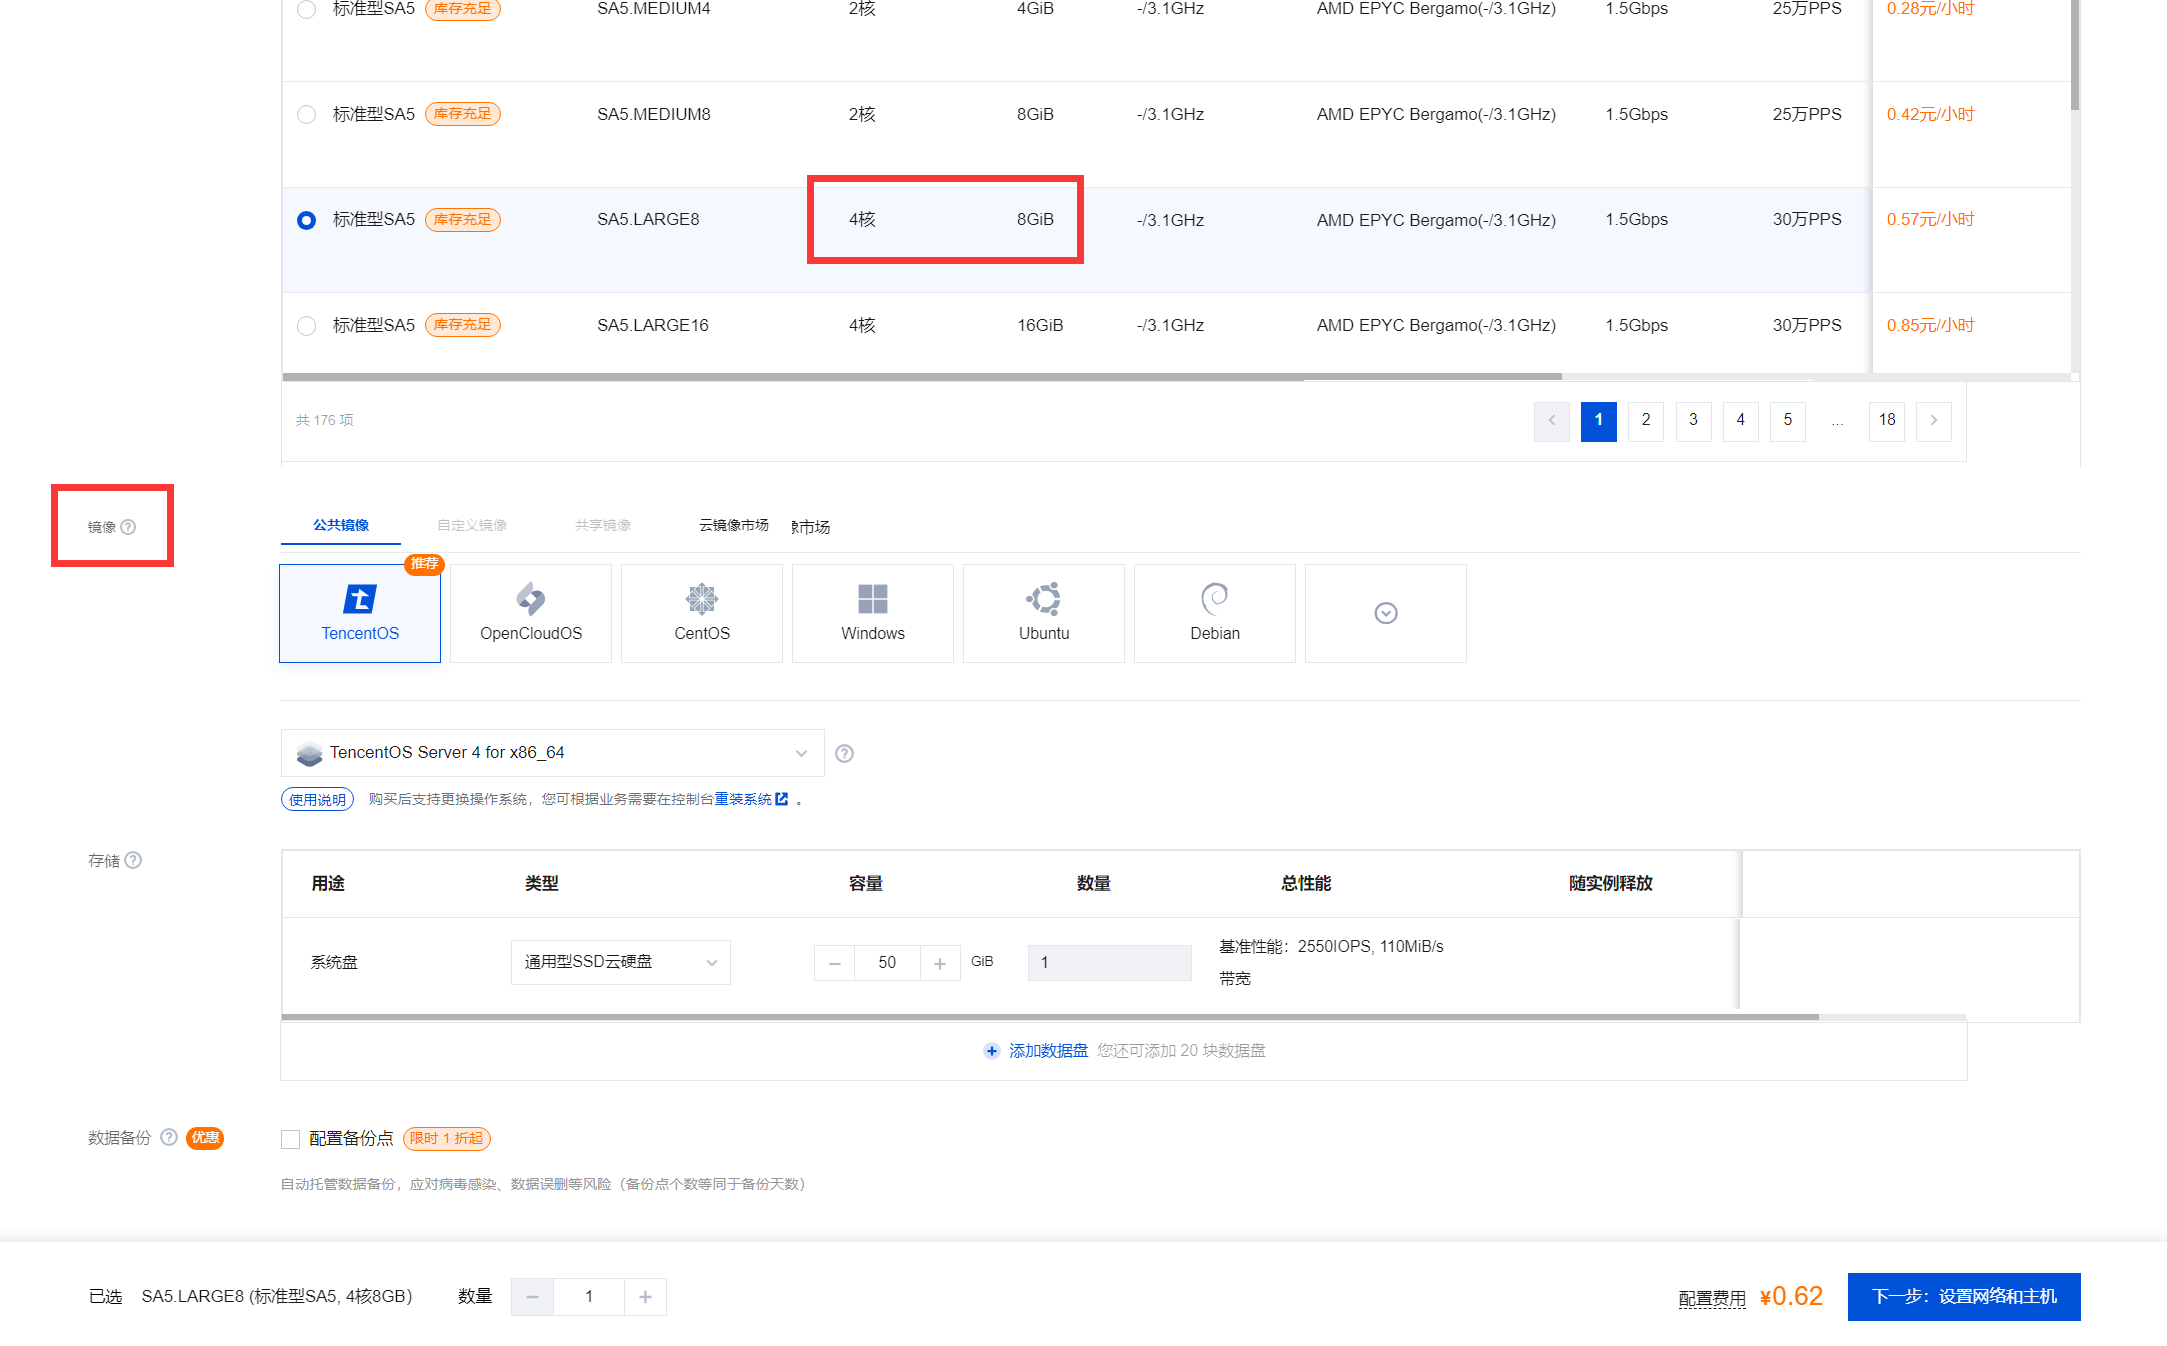 标准型SA5 库存充足 SA5.MEDIUM4 2核 4GiB -/3.1GHz AMD EPYC Bergamo(-/3.1GHz) 1.5Gbps 25万PPS 0.28元/小时
标准型SA5 库存充足 SA5.MEDIUM8 2核 8GiB -/3.1GHz AMD EPYC Bergamo(-/3.1GHz) 1.5Gbps 25万PPS 0.42元/小时
标准型SA5 库存充足 SA5.LARGE8 4核 8GiB -/3.1GHz AMD EPYC Bergamo(-/3.1GHz) 1.5Gbps 30万PPS 0.57元/小时
标准型SA5 库存充足 SA5.LARGE16 4核 16GiB -/3.1GHz AMD EPYC Bergamo(-/3.1GHz) 1.5Gbps 30万PPS 0.85元/小时
共 176 项 1 2 3 4 5 ... 18
镜像 公共镜像 自定义镜像 共享镜像 云镜像市场 像市场
推荐
TencentOS OpenCloudOS CentOS Windows Ubuntu Debian
TencentOS Server 4 for x86_64
使用说明 购买后支持更换操作系统，您可根据业务需要在控制台重装系统 。
存储
用途 类型 容量 数量 总性能 随实例释放
系统盘 通用型SSD云硬盘 50 GiB 1 基准性能：2550IOPS, 110MiB/s
带宽
添加数据盘 您还可添加 20 块数据盘
数据备份 优惠 配置备份点 限时 1 折起
自动托管数据备份，应对病毒感染、数据误删等风险（备份点个数等同于备份天数）
已选 SA5.LARGE8 (标准型SA5, 4核8GB) 数量 1 配置费用 ¥0.62 下一步：设置网络和主机